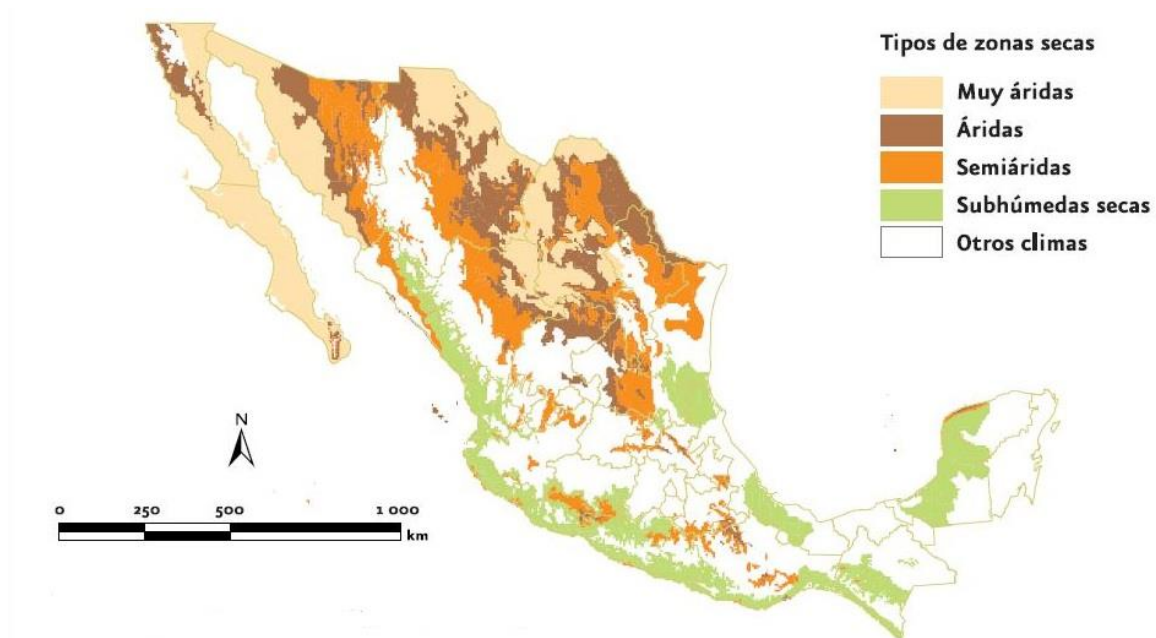 Tipos de zonas secas
Muy áridas
Áridas
Semiáridas
Subhúmedas secas
Otros climas
N
0 250 500 1 000
km